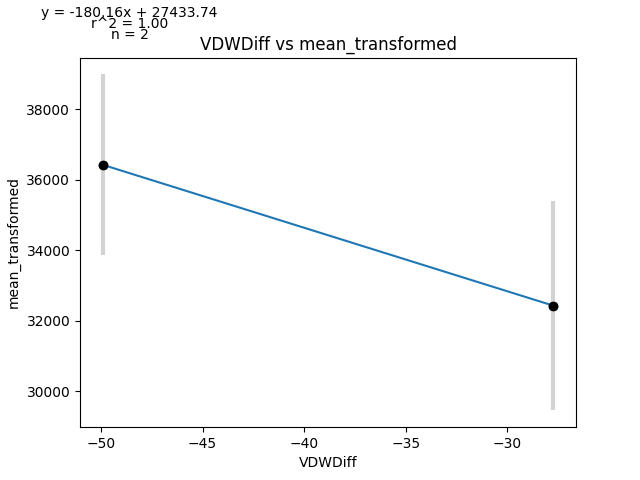 y = -180.16x + 27433.74
r^2 = 1.00
n = 2
VDWDiff vs mean_transformed
mean_transformed
38000
36000
34000
32000
30000
−50
−45
−40
−35
−30
VDWDiff